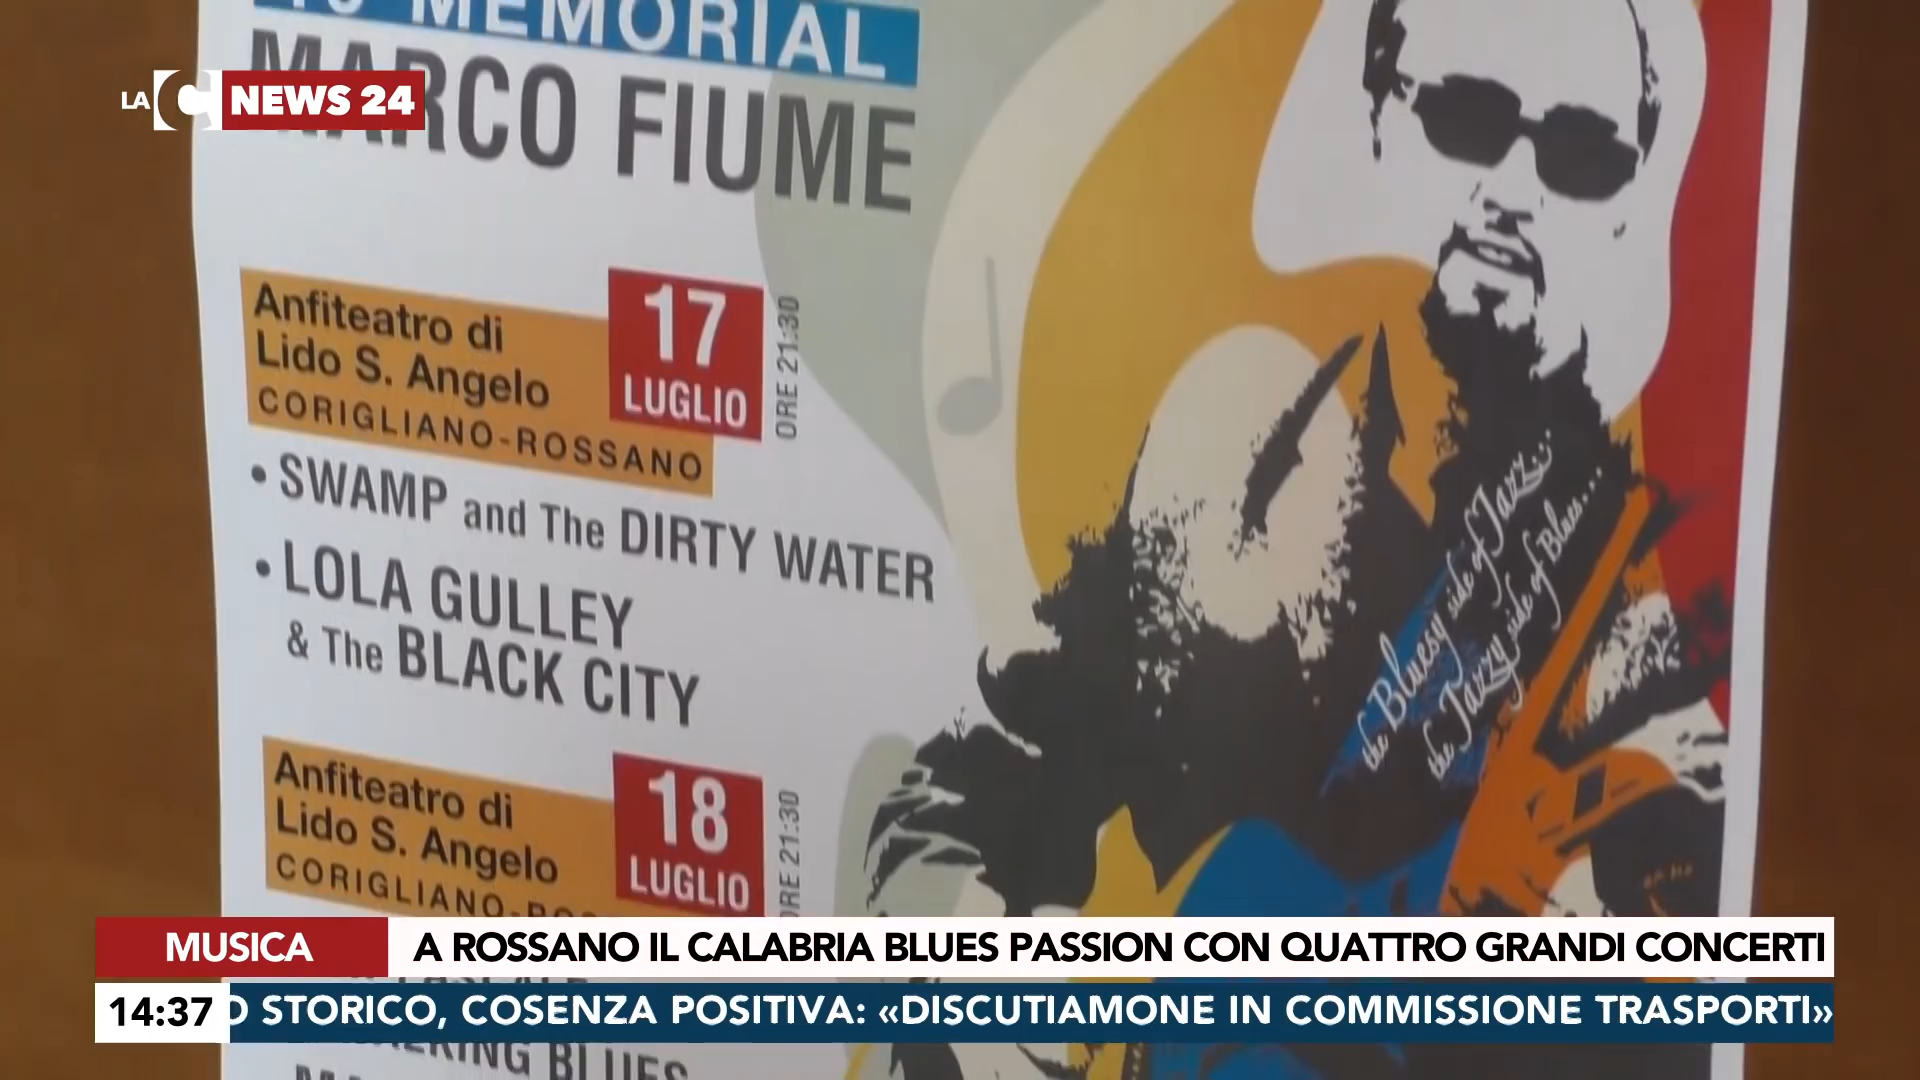 MEMORIAL
MARCO FIUME
LA C NEWS 24
Anfiteatro di
Lido S. Angelo
CORIGLIANO-ROSSANO
17
LUGLIO
ORE 21:30
• SWAMP and The DIRTY WATER
• LOLA GULLEY
& The BLACK CITY
the Bluesy side of Jazz...
the Jazzy side of Blues...
Anfiteatro di
Lido S. Angelo
CORIGLIANO-
18
LUGLIO
ORE 21:30
MUSICA
A ROSSANO IL CALABRIA BLUES PASSION CON QUATTRO GRANDI CONCERTI
14:37
O STORICO, COSENZA POSITIVA: «DISCUTIAMONE IN COMMISSIONE TRASPORTI»
BLUES